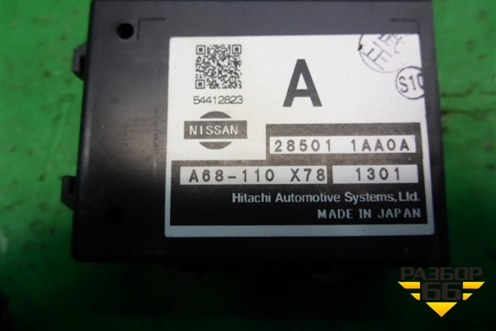 54412823
A
S10
NISSAN
28501 1AA0A
A68-110 X78
1301
Hitachi Automotive Systems, Ltd.
MADE IN JAPAN
РАЗБОР
66